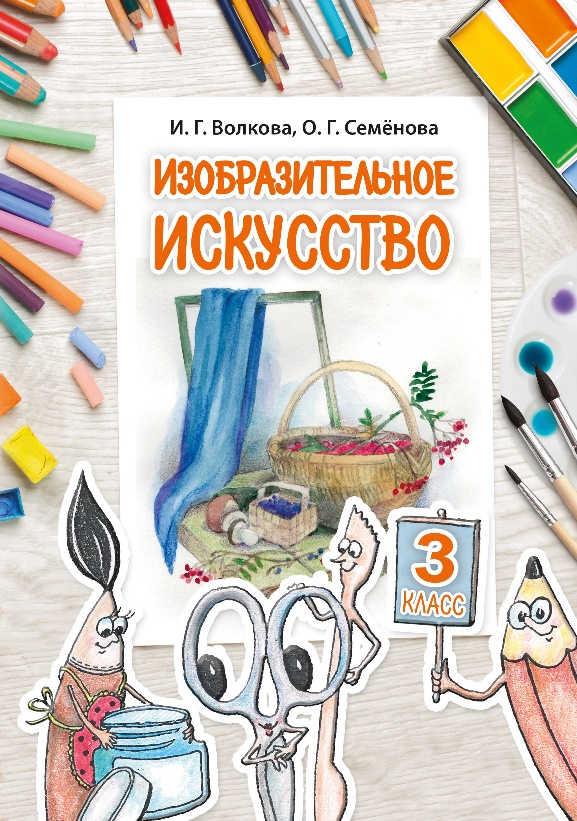 И. Г. Волкова, О. Г. Семёнова
ИЗОБРАЗИТЕЛЬНОЕ
ИСКУССТВО
3
КЛАСС